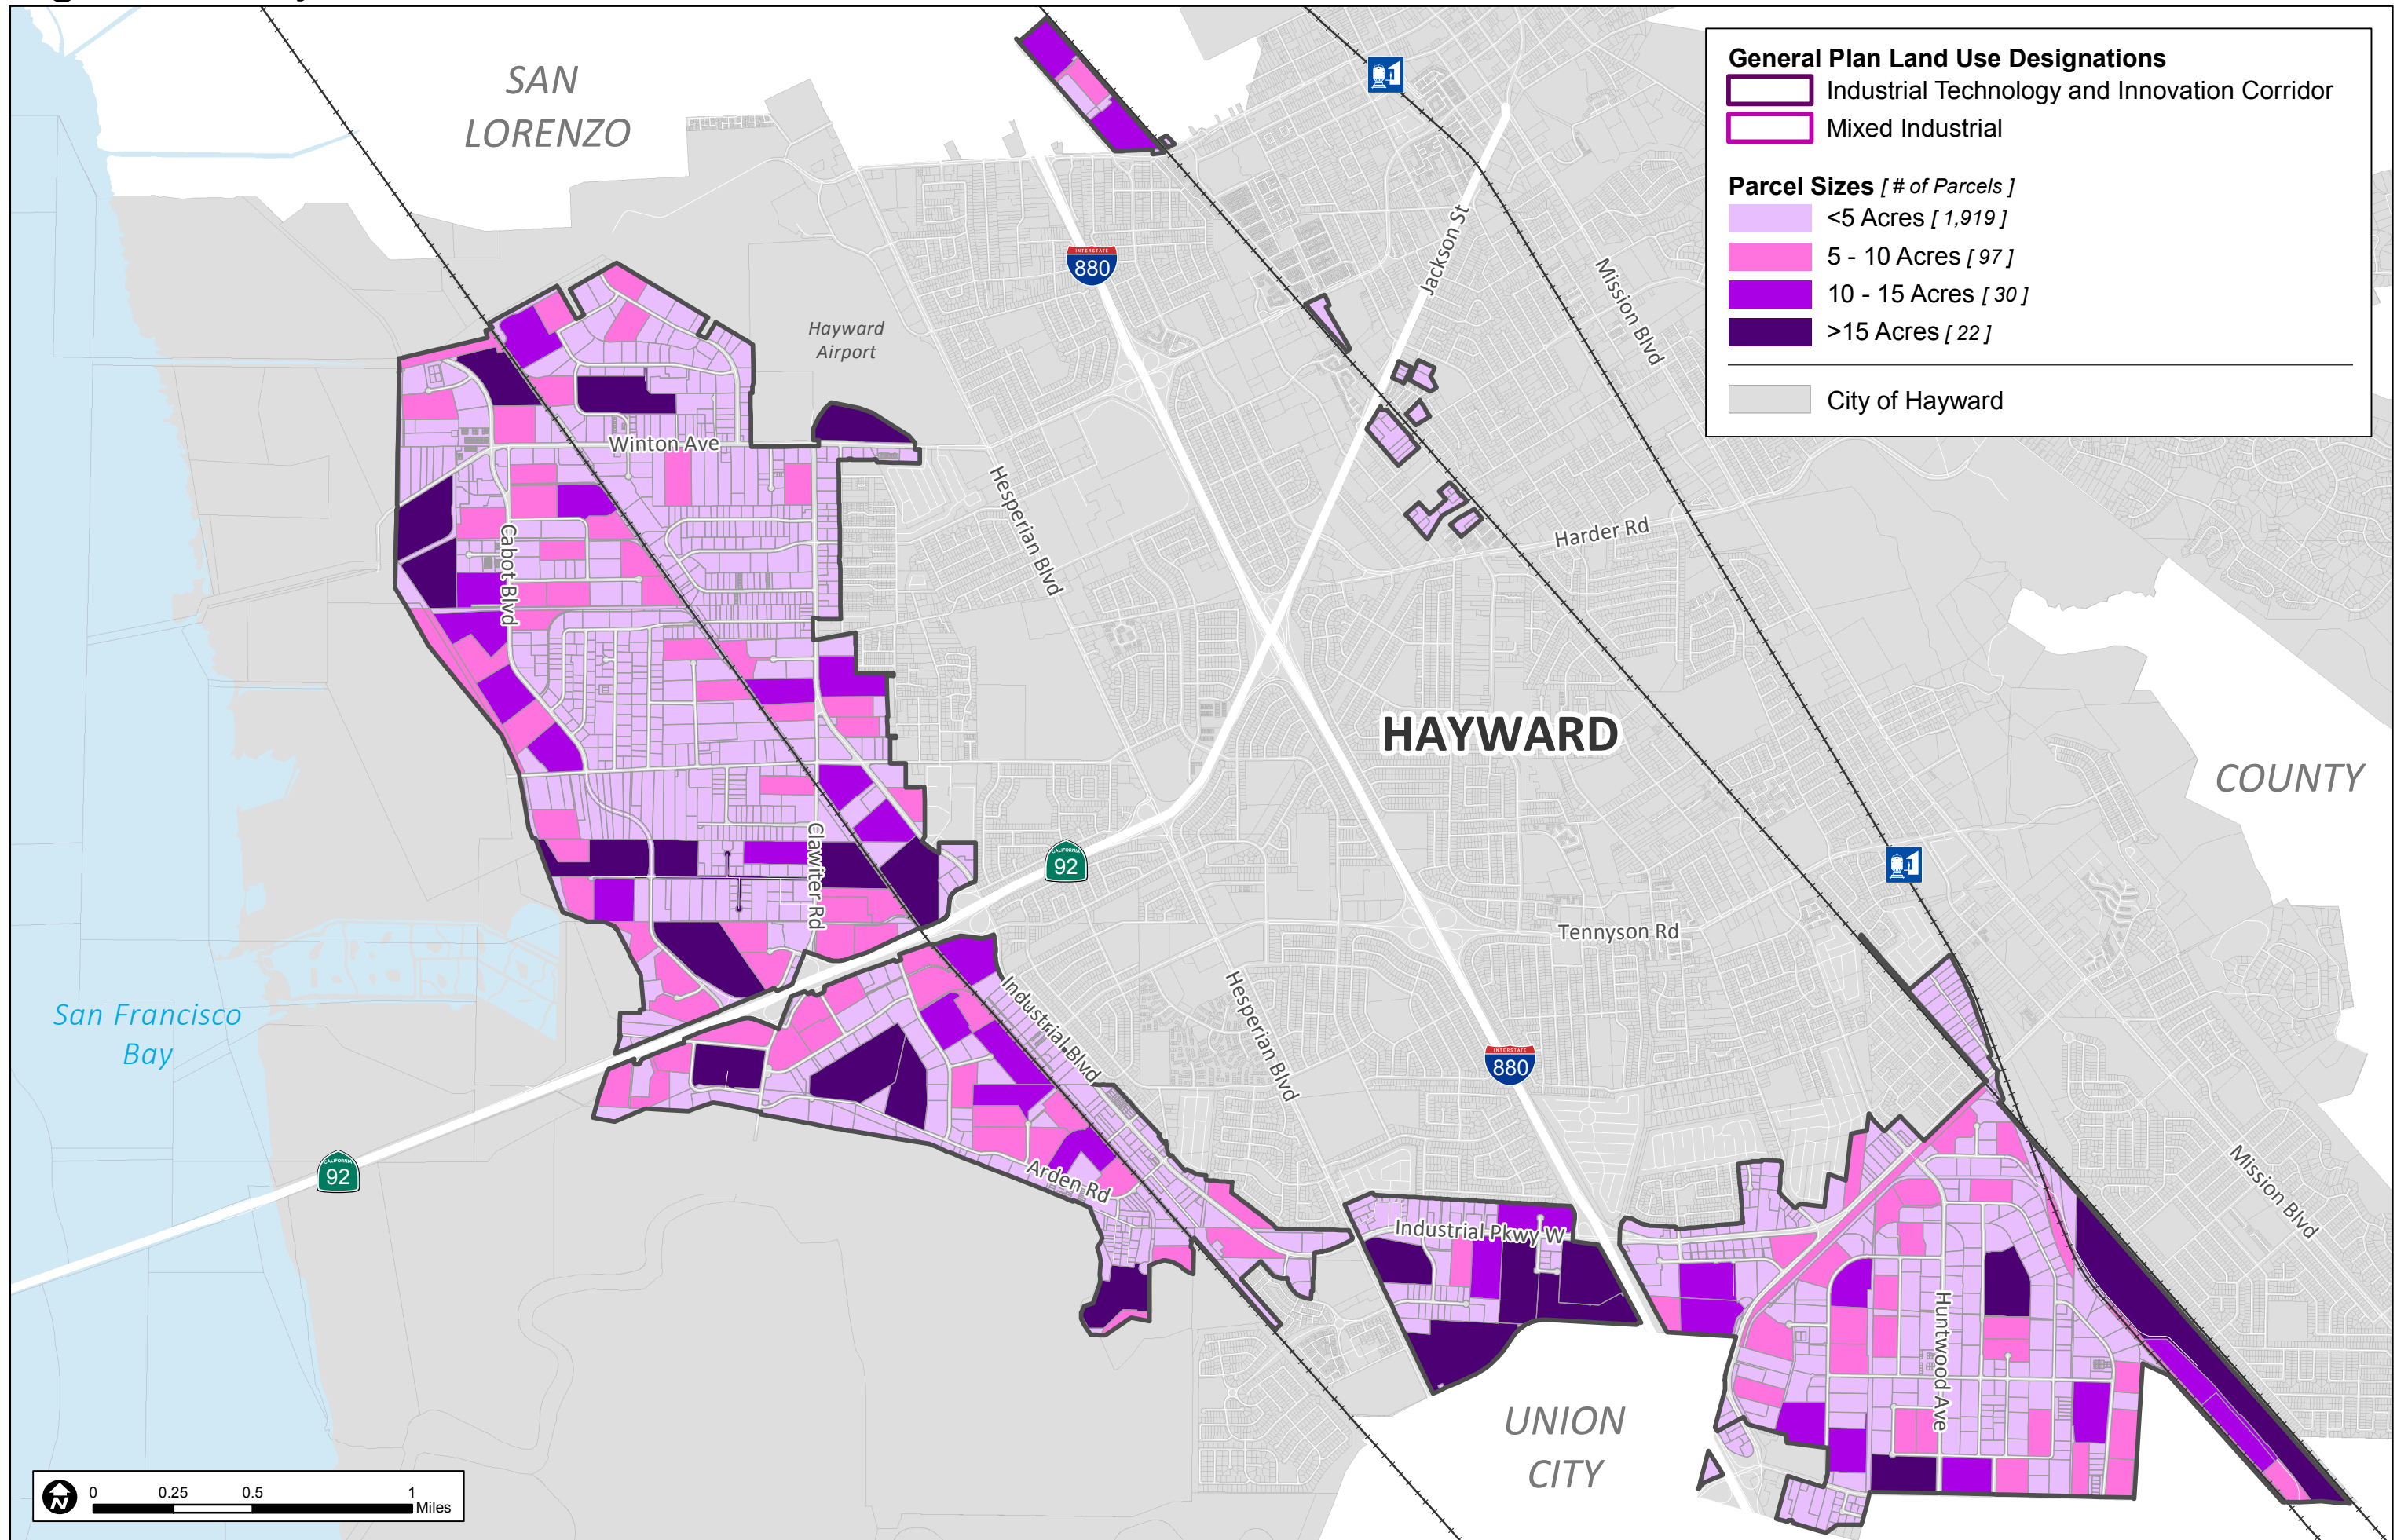 SAN
LORENZO
General Plan Land Use Designations
Industrial Technology and Innovation Corridor
Mixed Industrial
Parcel Sizes [ # of Parcels ]
<5 Acres [ 1,919 ]
5 - 10 Acres [ 97 ]
10 - 15 Acres [ 30 ]
>15 Acres [ 22 ]
City of Hayward
INTERSTATE
880
Jackson St
Mission Blvd
Hayward
Airport
Winton Ave
Hesperian Blvd
Harder Rd
Cabot Blvd
HAYWARD
COUNTY
Clawiter Rd
CALIFORNIA
92
Tennyson Rd
San Francisco
Bay
Industrial Blvd
Hesperian Blvd
INTERSTATE
880
CALIFORNIA
92
Arden Rd
Mission Blvd
Industrial Pkwy W
Huntwood Ave
UNION
CITY
N
0 0.25 0.5 1
Miles